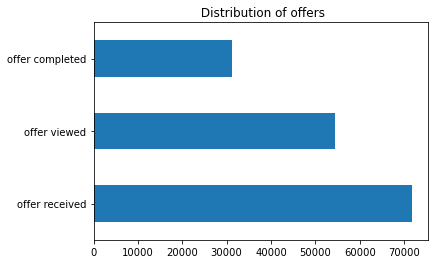 Distribution of offers
offer completed
offer viewed
offer received
0 10000 20000 30000 40000 50000 60000 70000